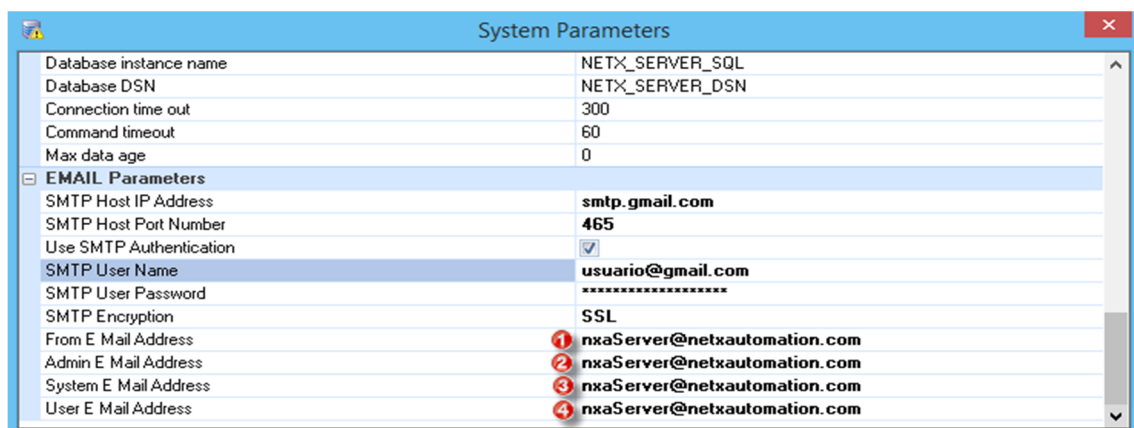 System Parameters
Database instance name NETX_SERVER_SQL
Database DSN NETX_SERVER_DSN
Connection time out 300
Command timeout 60
Max data age 0
EMAIL Parameters
SMTP Host IP Address smtp.gmail.com
SMTP Host Port Number 465
Use SMTP Authentication
SMTP User Name usuario@gmail.com
SMTP User Password *******************
SMTP Encryption SSL
From E Mail Address 1 nxaServer@netxautomation.com
Admin E Mail Address 2 nxaServer@netxautomation.com
System E Mail Address 3 nxaServer@netxautomation.com
User E Mail Address 4 nxaServer@netxautomation.com